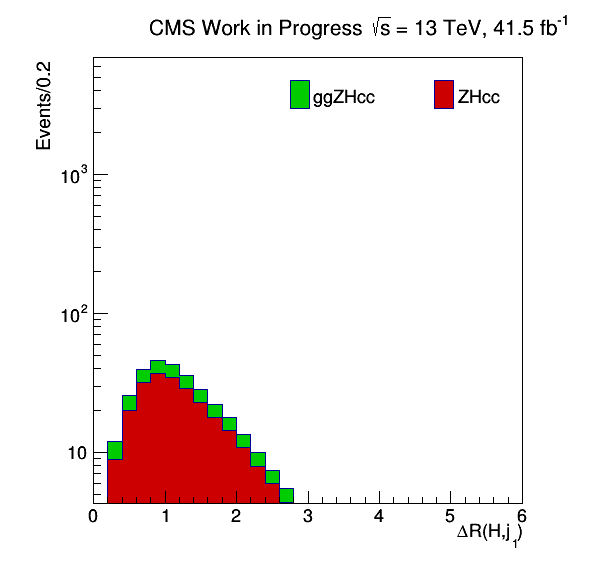 CMS Work in Progress √s = 13 TeV, 41.5 fb⁻¹
Events/0.2
ggZHcc
ZHcc
10³
10²
10
0 1 2 3 4 5 6
ΔR(H,j₁)